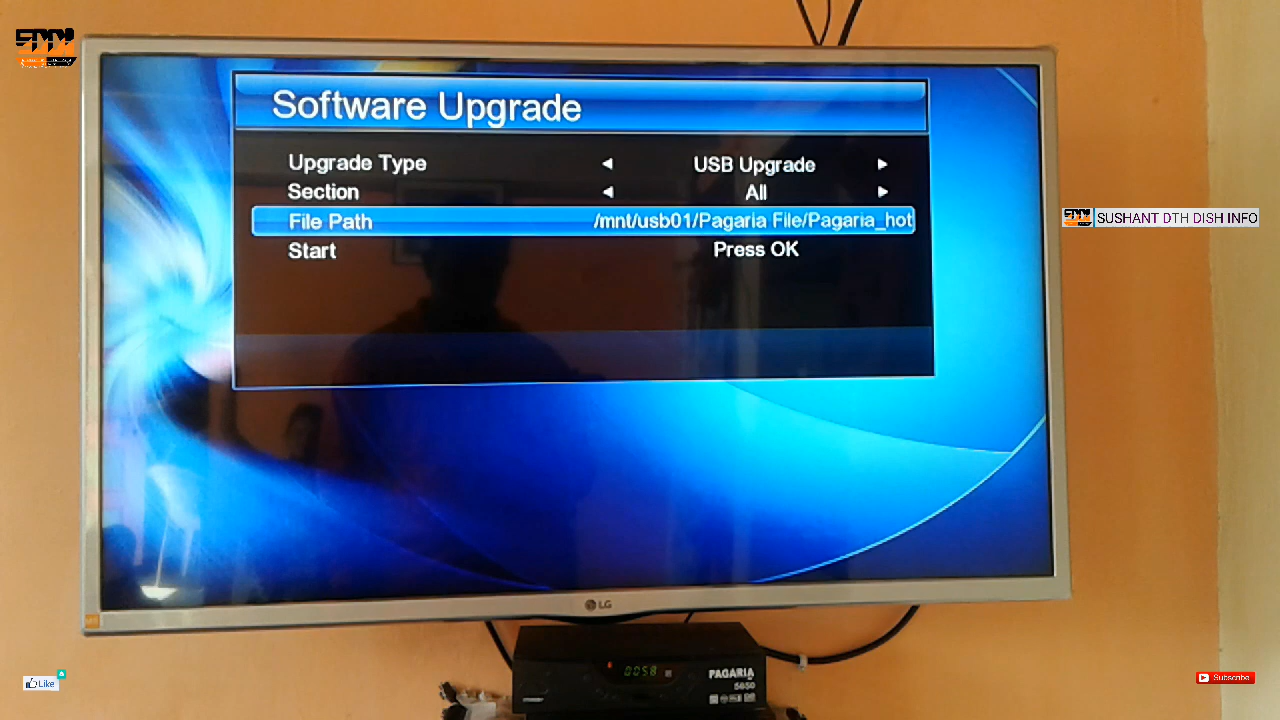 Software Upgrade
Upgrade Type USB Upgrade
Section All
File Path /mnt/usb01/Pagaria File/Pagaria_hot
Start Press OK
SUSHANT DTH DISH INFO
LG
0058
PAGARIA
5650
Like
Subscribe